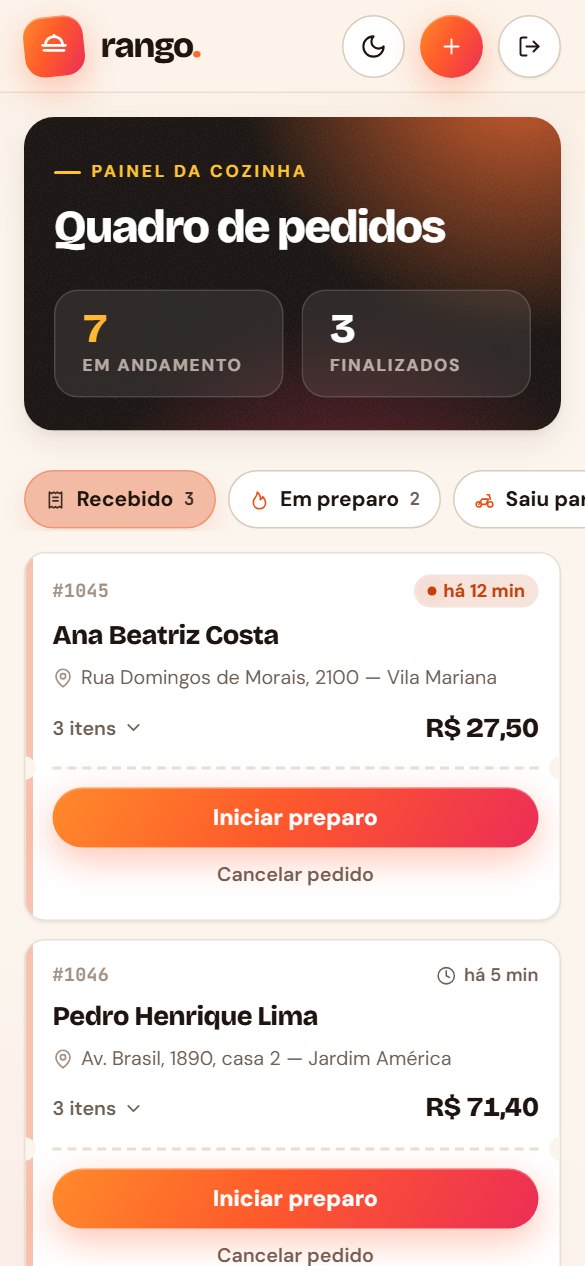 rango.
PAINEL DA COZINHA
Quadro de pedidos
7
EM ANDAMENTO
3
FINALIZADOS
Recebido 3
Em preparo 2
Saiu par
#1045
há 12 min
Ana Beatriz Costa
Rua Domingos de Morais, 2100 — Vila Mariana
3 itens
R$ 27,50
Iniciar preparo
Cancelar pedido
#1046
há 5 min
Pedro Henrique Lima
Av. Brasil, 1890, casa 2 — Jardim América
3 itens
R$ 71,40
Iniciar preparo
Cancelar pedido